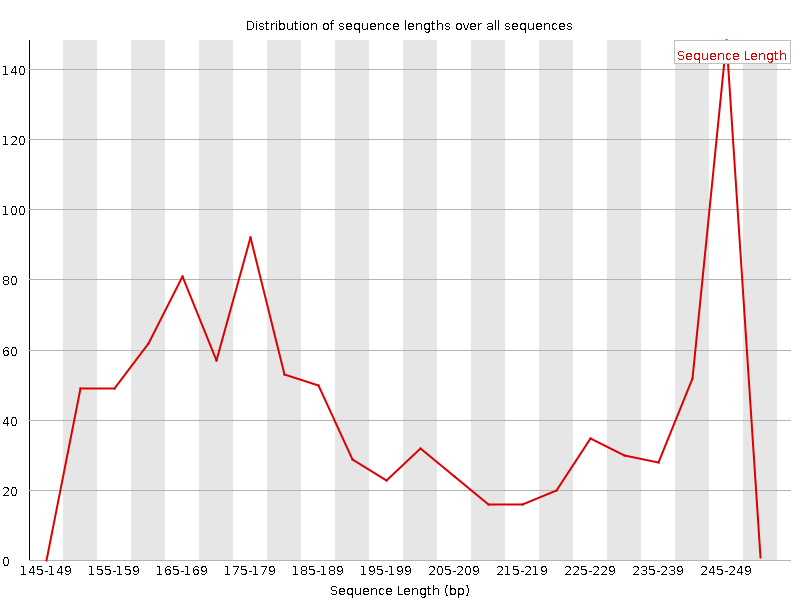 Distribution of sequence lengths over all sequences
Sequence Length
140
120
100
80
60
40
20
0
145-149 155-159 165-169 175-179 185-189 195-199 205-209 215-219 225-229 235-239 245-249
Sequence Length (bp)